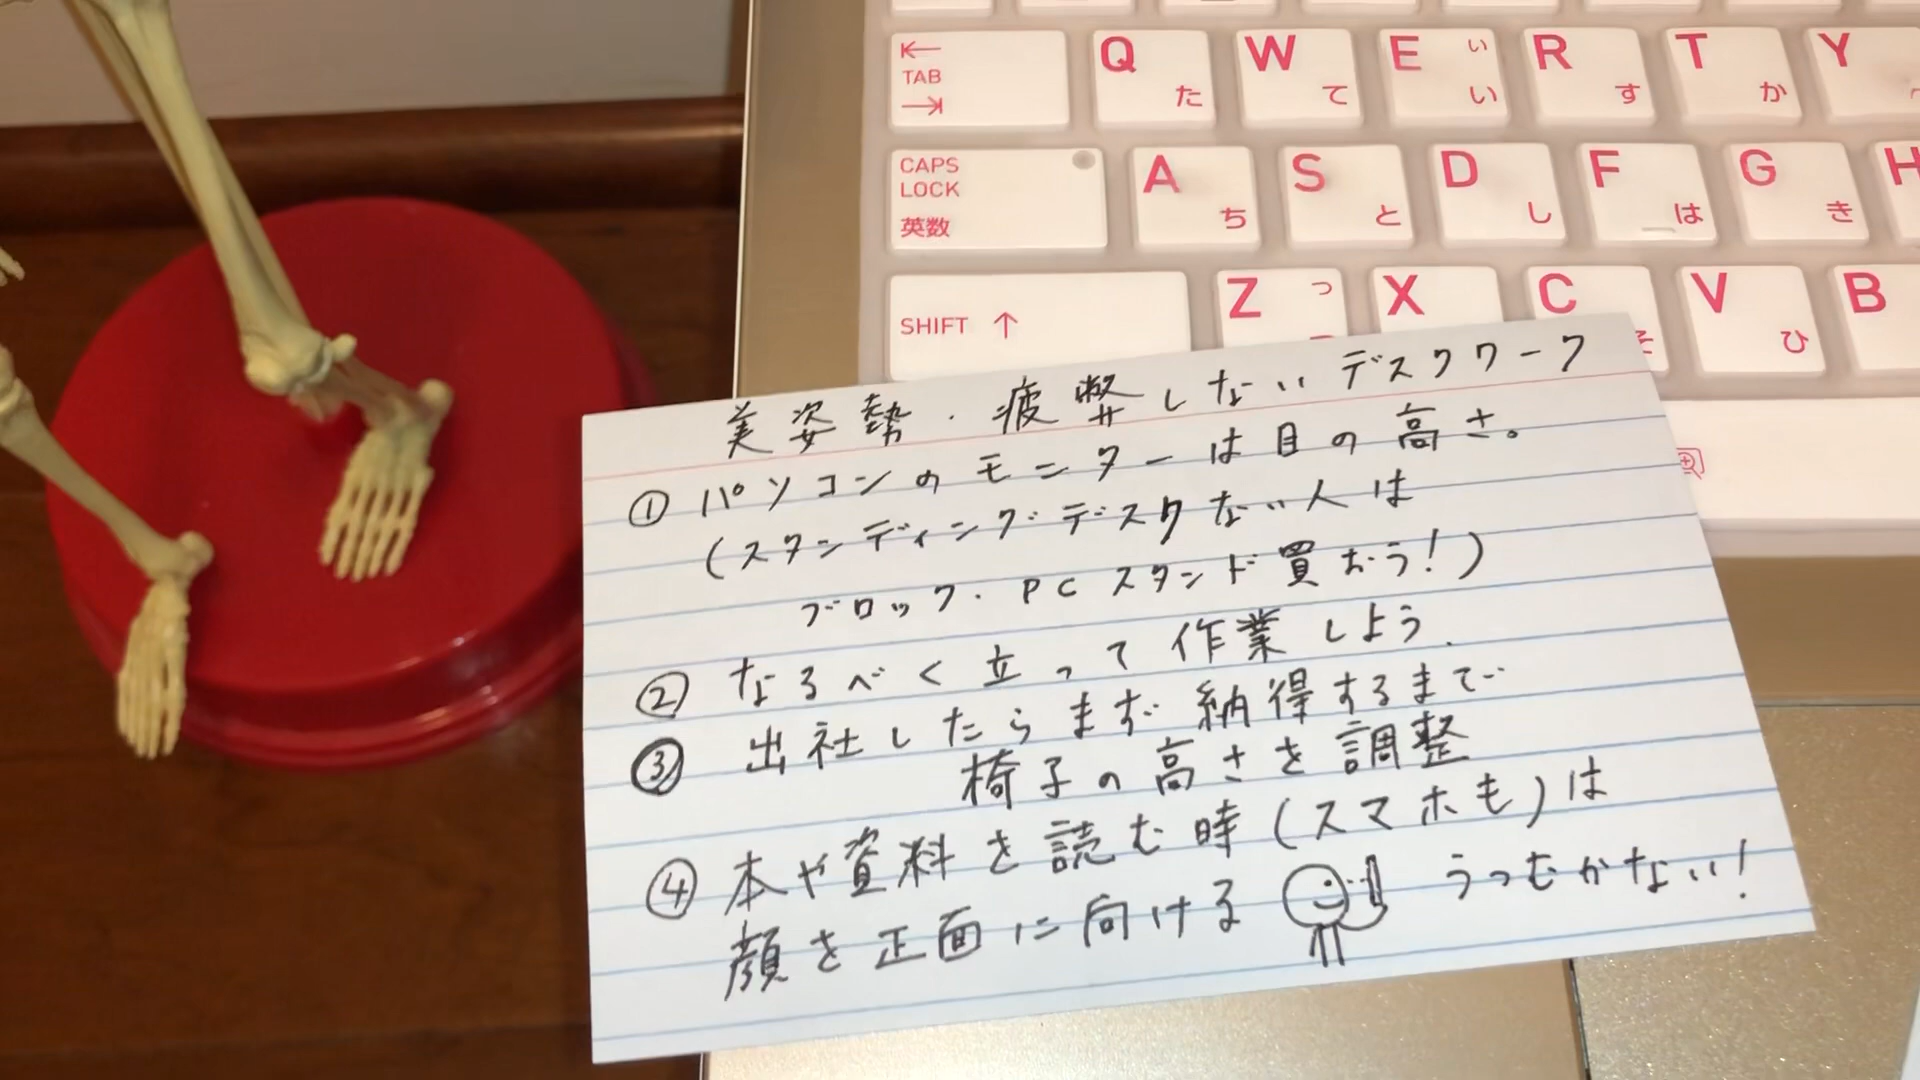 TAB
Q た
W て
E い い
R す
T か
Y
CAPS LOCK 英数
A ち
S と
D し
F は
G き
H
SHIFT ↑
Z っ
X
C
V ひ
B
美姿勢・疲弊しないデスクワーク
① パソコンのモニターは目の高さ。
(スタンディングデスクない人は
ブロック・PCスタンド買おう!)
② なるべく立って作業しよう.
③ 出社したらまず納得するまで
椅子の高さを調整
④ 本や資料を読む時(スマホも)は
顔を正面に向ける うつむかない!